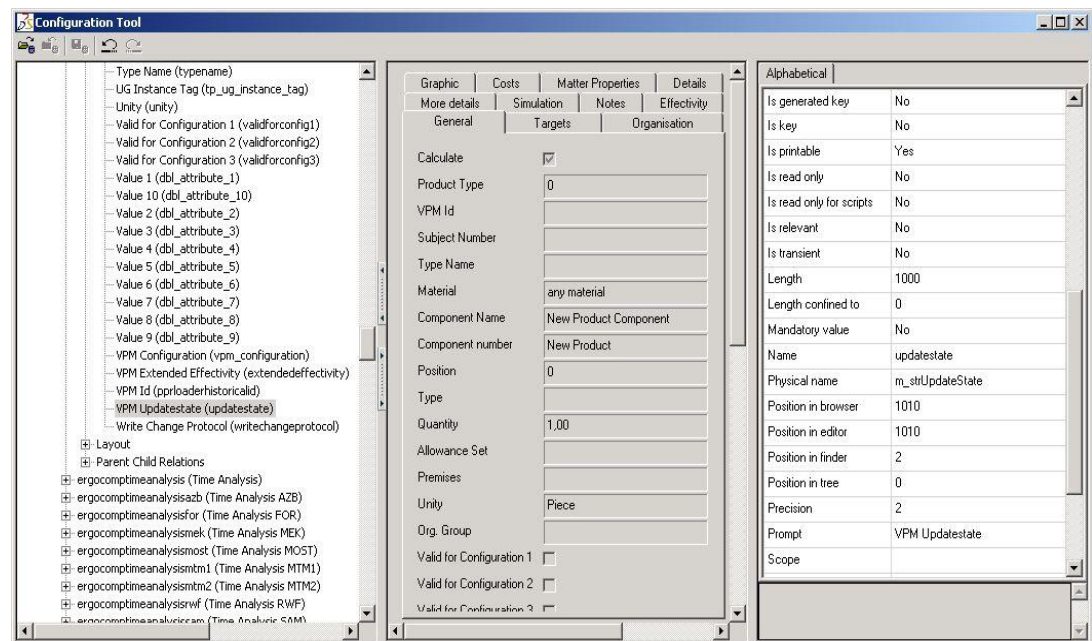 Configuration Tool
Type Name (typename)
UG Instance Tag (tp_ug_instance_tag)
Unity (unity)
Valid for Configuration 1 (validforconfig1)
Valid for Configuration 2 (validforconfig2)
Valid for Configuration 3 (validforconfig3)
Value 1 (dbl_attribute_1)
Value 10 (dbl_attribute_10)
Value 2 (dbl_attribute_2)
Value 3 (dbl_attribute_3)
Value 4 (dbl_attribute_4)
Value 5 (dbl_attribute_5)
Value 6 (dbl_attribute_6)
Value 7 (dbl_attribute_7)
Value 8 (dbl_attribute_8)
Value 9 (dbl_attribute_9)
VPM Configuration (vpm_configuration)
VPM Extended Effectivity (extendedeffectivity)
VPM Id (pprloaderhistoricalid)
VPM Updatestate (updatestate)
Write Change Protocol (writechangeprotocol)
Layout
Parent Child Relations
ergocomptimeanalysis (Time Analysis)
ergocomptimeanalysisazb (Time Analysis AZB)
ergocomptimeanalysisfor (Time Analysis FOR)
ergocomptimeanalysismek (Time Analysis MEK)
ergocomptimeanalysismost (Time Analysis MOST)
ergocomptimeanalysismtm1 (Time Analysis MTM1)
ergocomptimeanalysismtm2 (Time Analysis MTM2)
ergocomptimeanalysisrwf (Time Analysis RWF)
ergocomptimeanalysissam (Time Analysis SAM)
Graphic Costs Matter Properties Details
More details Simulation Notes Effectivity
General Targets Organisation
Calculate
Product Type 0
VPM Id
Subject Number
Type Name
Material any material
Component Name New Product Component
Component number New Product
Position 0
Type
Quantity 1,00
Allowance Set
Premises
Unity Piece
Org. Group
Valid for Configuration 1
Valid for Configuration 2
Valid for Configuration 3
Alphabetical
Is generated key No
Is key No
Is printable Yes
Is read only No
Is read only for scripts No
Is relevant No
Is transient No
Length 1000
Length confined to 0
Mandatory value No
Name updatestate
Physical name m_strUpdateState
Position in browser 1010
Position in editor 1010
Position in finder 2
Position in tree 0
Precision 2
Prompt VPM Updatestate
Scope